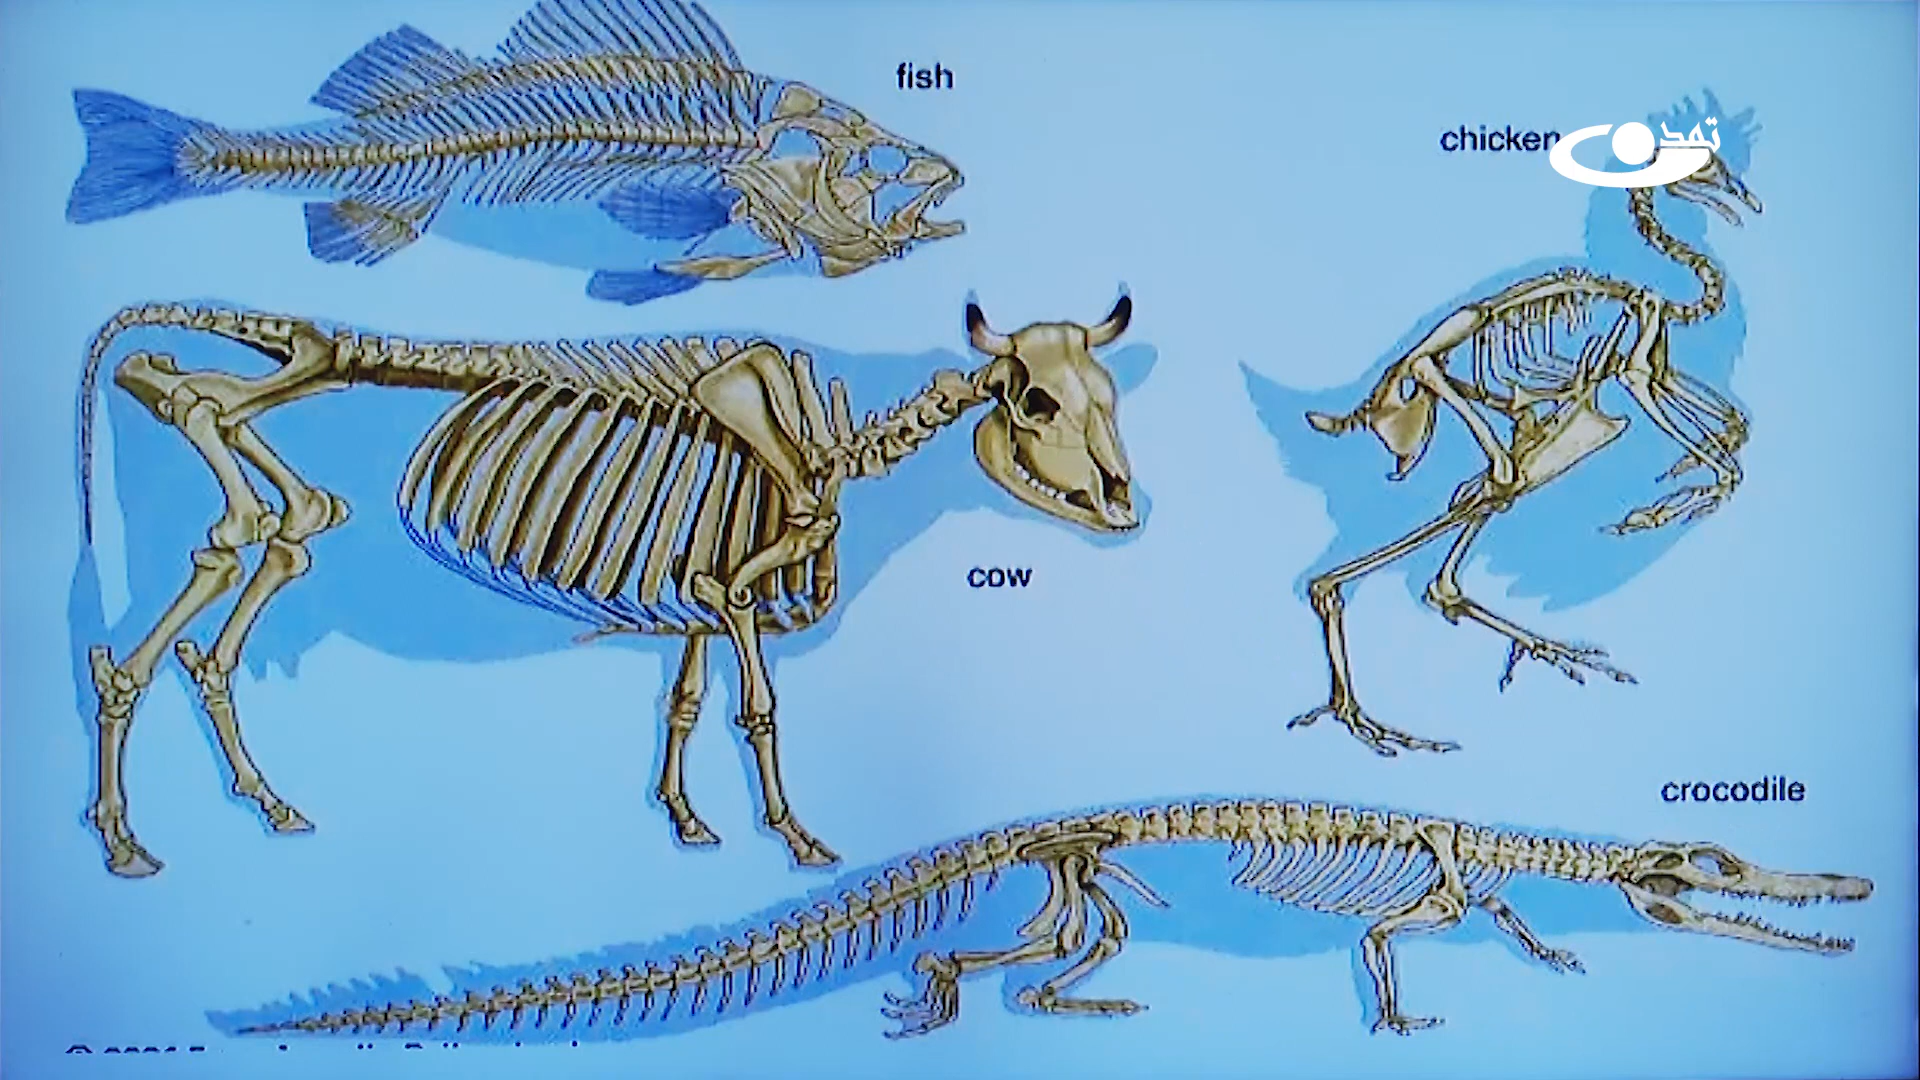 fish
chicken
تمدن
cow
crocodile